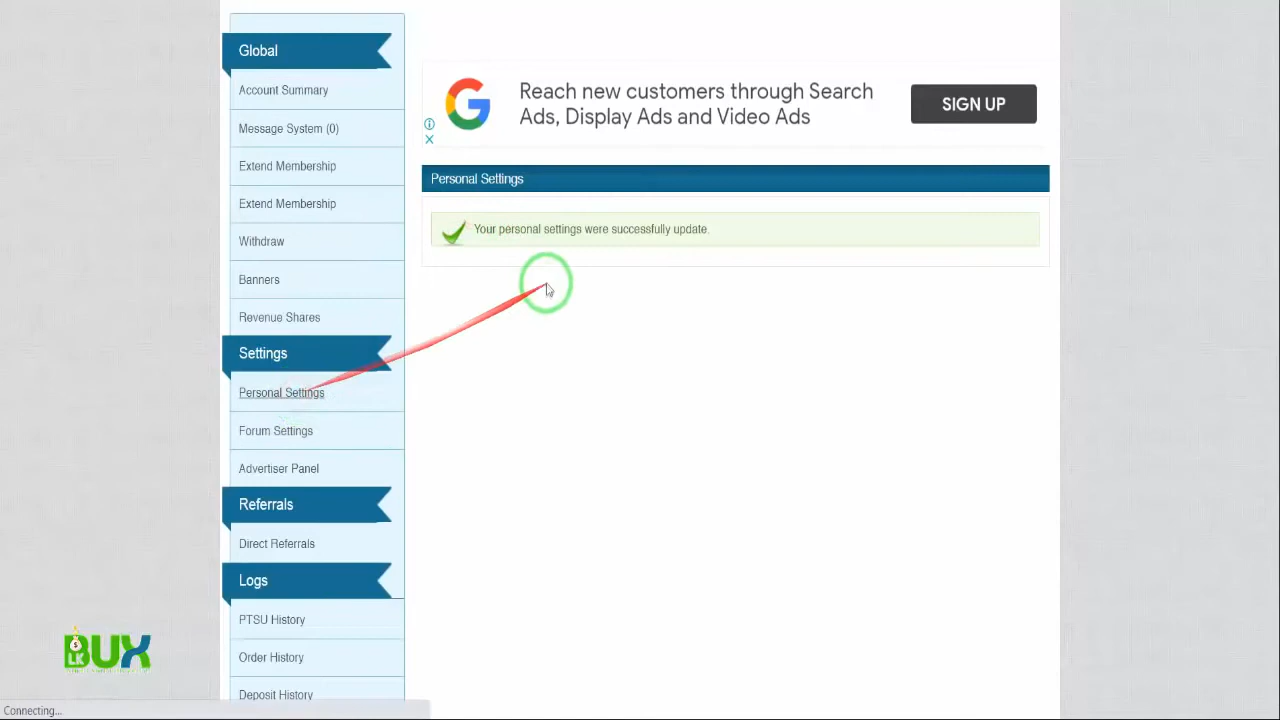 Global
Account Summary
Message System (0)
Extend Membership
Extend Membership
Withdraw
Banners
Revenue Shares
Settings
Personal Settings
Forum Settings
Advertiser Panel
Referrals
Direct Referrals
Logs
PTSU History
Order History
Deposit History
Reach new customers through Search
Ads, Display Ads and Video Ads
SIGN UP
Personal Settings
Your personal settings were successfully update.
LK BUX
Connecting...